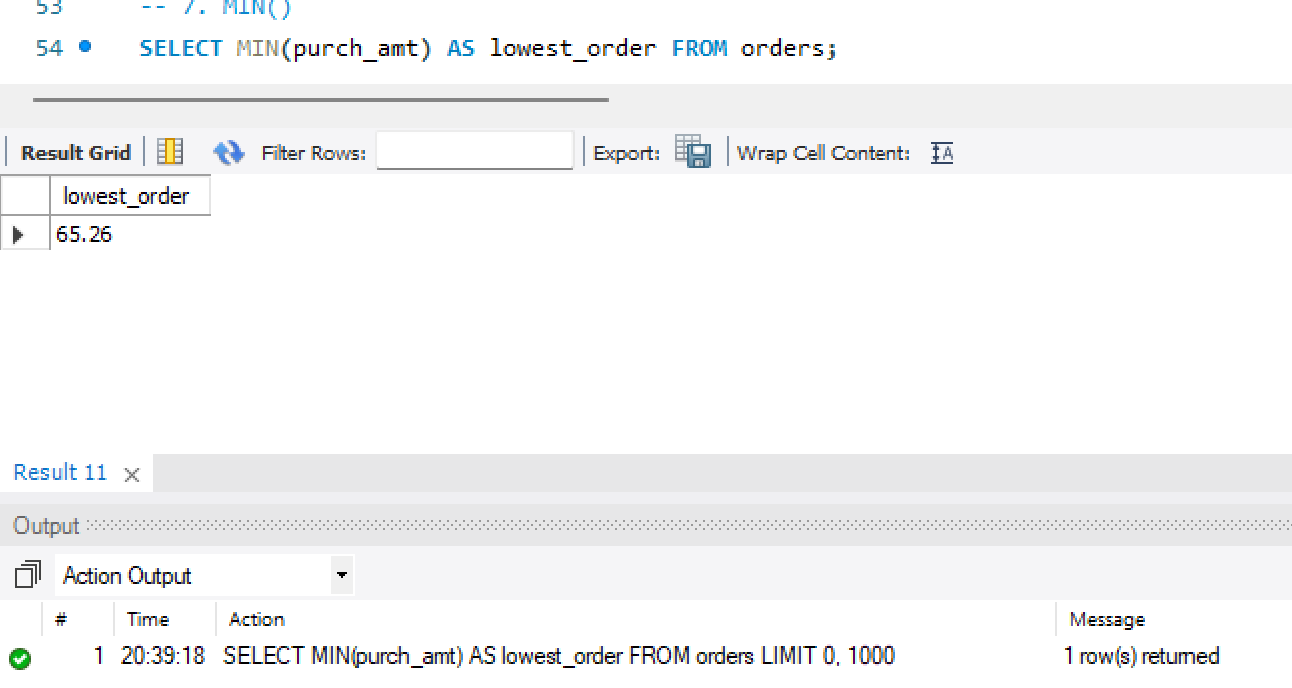 53 -- 7. MIN()
54 SELECT MIN(purch_amt) AS lowest_order FROM orders;
Result Grid Filter Rows: Export: Wrap Cell Content: IA
lowest_order
65.26
Result 11
Output
Action Output
# Time Action Message
1 20:39:18 SELECT MIN(purch_amt) AS lowest_order FROM orders LIMIT 0, 1000 1 row(s) returned